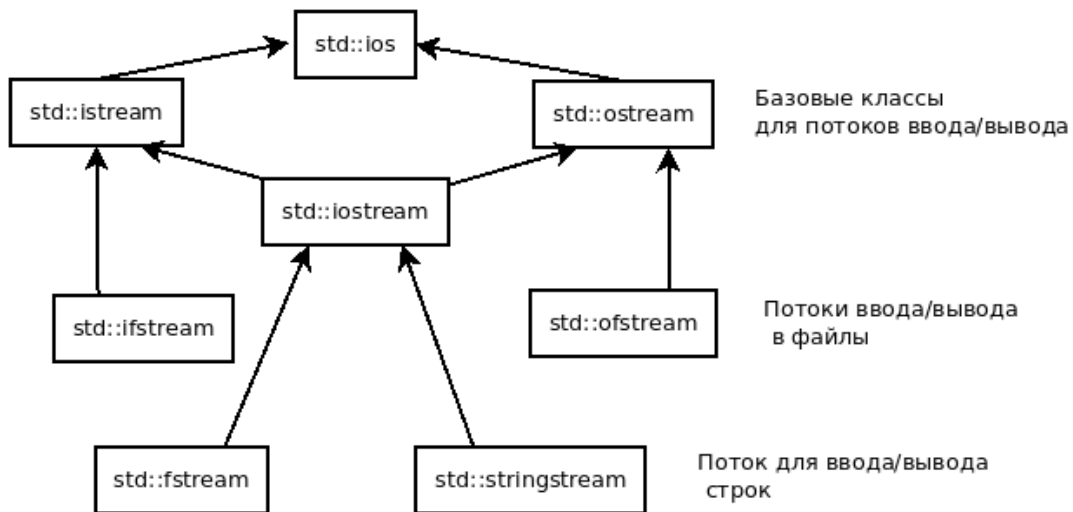 std::ios
std::istream
std::ostream
Базовые классы
для потоков ввода/вывода
std::iostream
std::ifstream
std::ofstream
Потоки ввода/вывода
в файлы
std::fstream
std::stringstream
Поток для ввода/вывода
строк